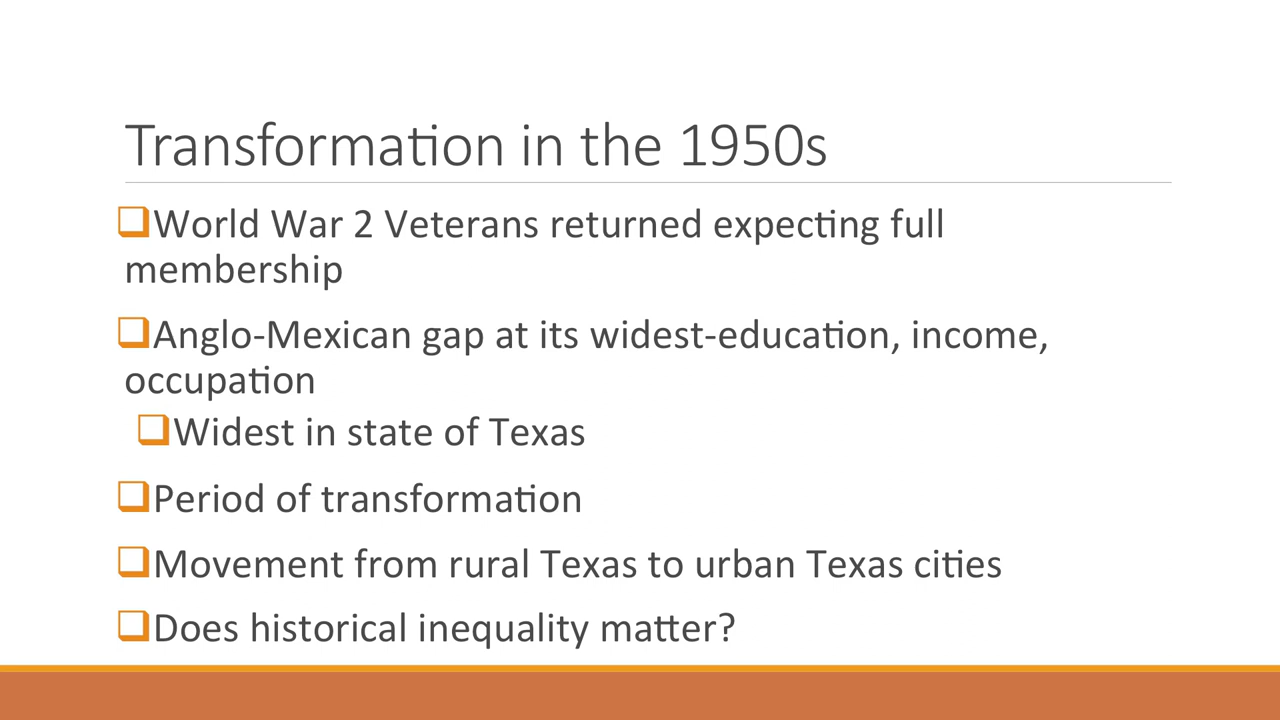 Transformation in the 1950s
❑World War 2 Veterans returned expecting full
membership
❑Anglo-Mexican gap at its widest-education, income,
occupation
❑Widest in state of Texas
❑Period of transformation
❑Movement from rural Texas to urban Texas cities
❑Does historical inequality matter?